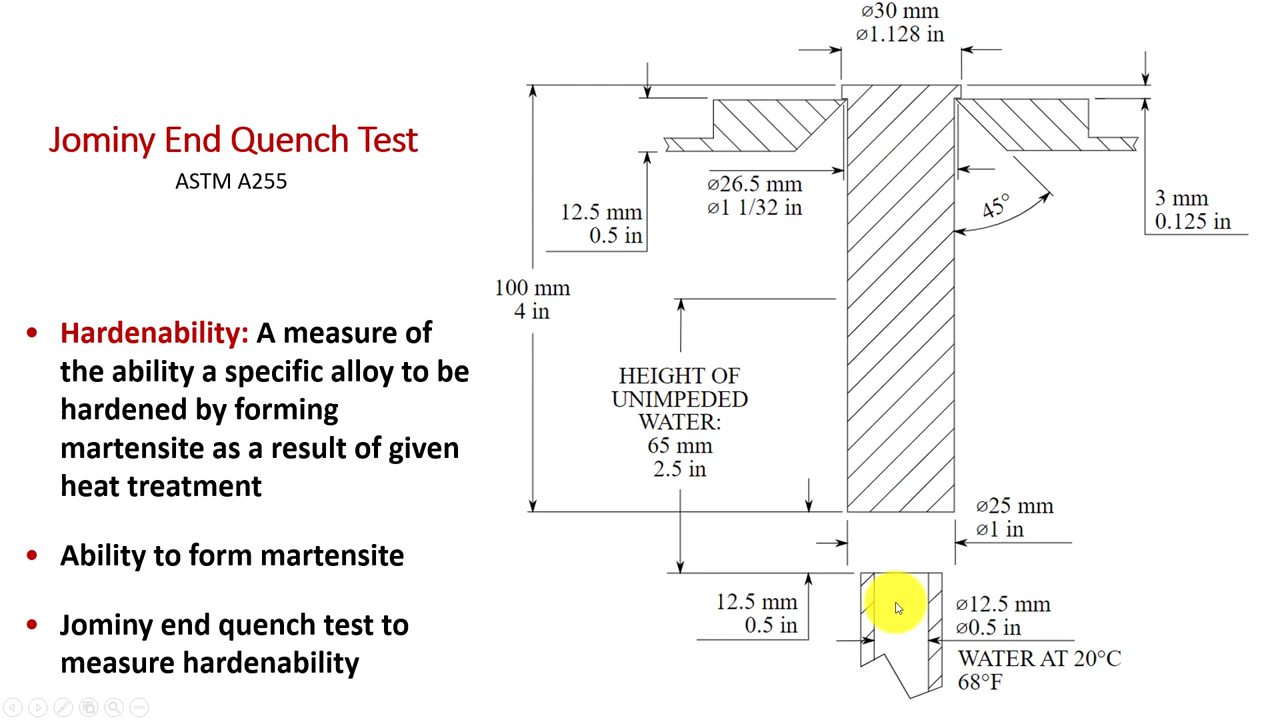 Jominy End Quench Test
ASTM A255
• Hardenability: A measure of
the ability a specific alloy to be
hardened by forming
martensite as a result of given
heat treatment
• Ability to form martensite
• Jominy end quench test to
measure hardenability
⌀30 mm
⌀1.128 in
⌀26.5 mm
⌀1 1/32 in
12.5 mm
0.5 in
45°
3 mm
0.125 in
100 mm
4 in
HEIGHT OF
UNIMPEDED
WATER:
65 mm
2.5 in
⌀25 mm
⌀1 in
12.5 mm
0.5 in
⌀12.5 mm
⌀0.5 in
WATER AT 20°C
68°F